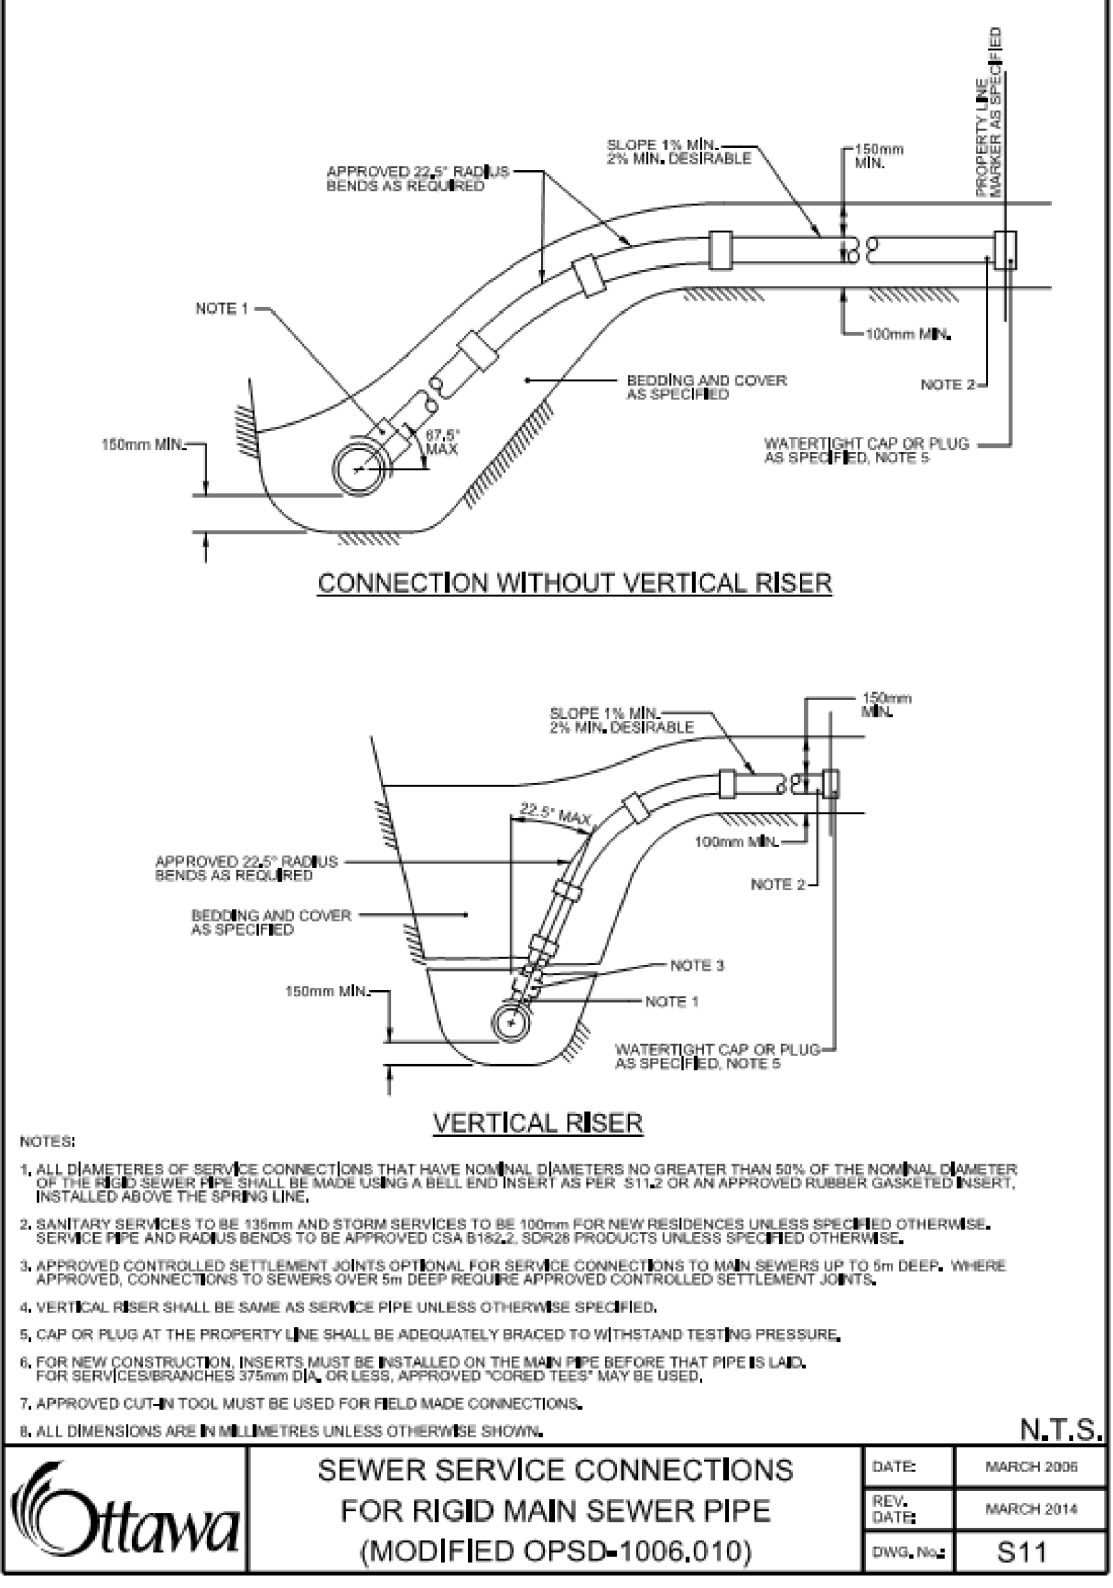 PROPERTY LINE
MARKER AS SPECIFIED
SLOPE 1% MIN.
2% MIN. DESIRABLE
150mm
MIN.
APPROVED 22.5° RADIUS
BENDS AS REQUIRED
NOTE 1
100mm MIN.
BEDDING AND COVER
AS SPECIFIED
NOTE 2
67.5°
MAX
150mm MIN.
WATERTIGHT CAP OR PLUG
AS SPECIFIED, NOTE 5
CONNECTION WITHOUT VERTICAL RISER
150mm
MIN.
SLOPE 1% MIN.
2% MIN. DESIRABLE
22.5° MAX
100mm MIN.
APPROVED 22.5° RADIUS
BENDS AS REQUIRED
NOTE 2
BEDDING AND COVER
AS SPECIFIED
NOTE 3
150mm MIN.
NOTE 1
WATERTIGHT CAP OR PLUG
AS SPECIFIED, NOTE 5
VERTICAL RISER
NOTES:
1. ALL DIAMETERES OF SERVICE CONNECTIONS THAT HAVE NOMINAL DIAMETERS NO GREATER THAN 50% OF THE NOMINAL DIAMETER
OF THE RIGID SEWER PIPE SHALL BE MADE USING A BELL END INSERT AS PER S11.2 OR AN APPROVED RUBBER GASKETED INSERT,
INSTALLED ABOVE THE SPRING LINE.
2. SANITARY SERVICES TO BE 135mm AND STORM SERVICES TO BE 100mm FOR NEW RESIDENCES UNLESS SPECIFIED OTHERWISE.
SERVICE PIPE AND RADIUS BENDS TO BE APPROVED CSA B182.2, SDR28 PRODUCTS UNLESS SPECIFIED OTHERWISE.
3. APPROVED CONTROLLED SETTLEMENT JOINTS OPTIONAL FOR SERVICE CONNECTIONS TO MAIN SEWERS UP TO 5m DEEP. WHERE
APPROVED, CONNECTIONS TO SEWERS OVER 5m DEEP REQUIRE APPROVED CONTROLLED SETTLEMENT JOINTS.
4. VERTICAL RISER SHALL BE SAME AS SERVICE PIPE UNLESS OTHERWISE SPECIFIED.
5. CAP OR PLUG AT THE PROPERTY LINE SHALL BE ADEQUATELY BRACED TO WITHSTAND TESTING PRESSURE.
6. FOR NEW CONSTRUCTION, INSERTS MUST BE INSTALLED ON THE MAIN PIPE BEFORE THAT PIPE IS LAID.
FOR SERVICES/BRANCHES 375mm DIA. OR LESS, APPROVED "CORED TEES" MAY BE USED.
7. APPROVED CUT-IN TOOL MUST BE USED FOR FIELD MADE CONNECTIONS.
8. ALL DIMENSIONS ARE IN MILLIMETRES UNLESS OTHERWISE SHOWN.
N.T.S.
Ottawa
SEWER SERVICE CONNECTIONS
FOR RIGID MAIN SEWER PIPE
(MODIFIED OPSD-1006.010)
DATE: MARCH 2006
REV.
DATE: MARCH 2014
DWG. No.: S11